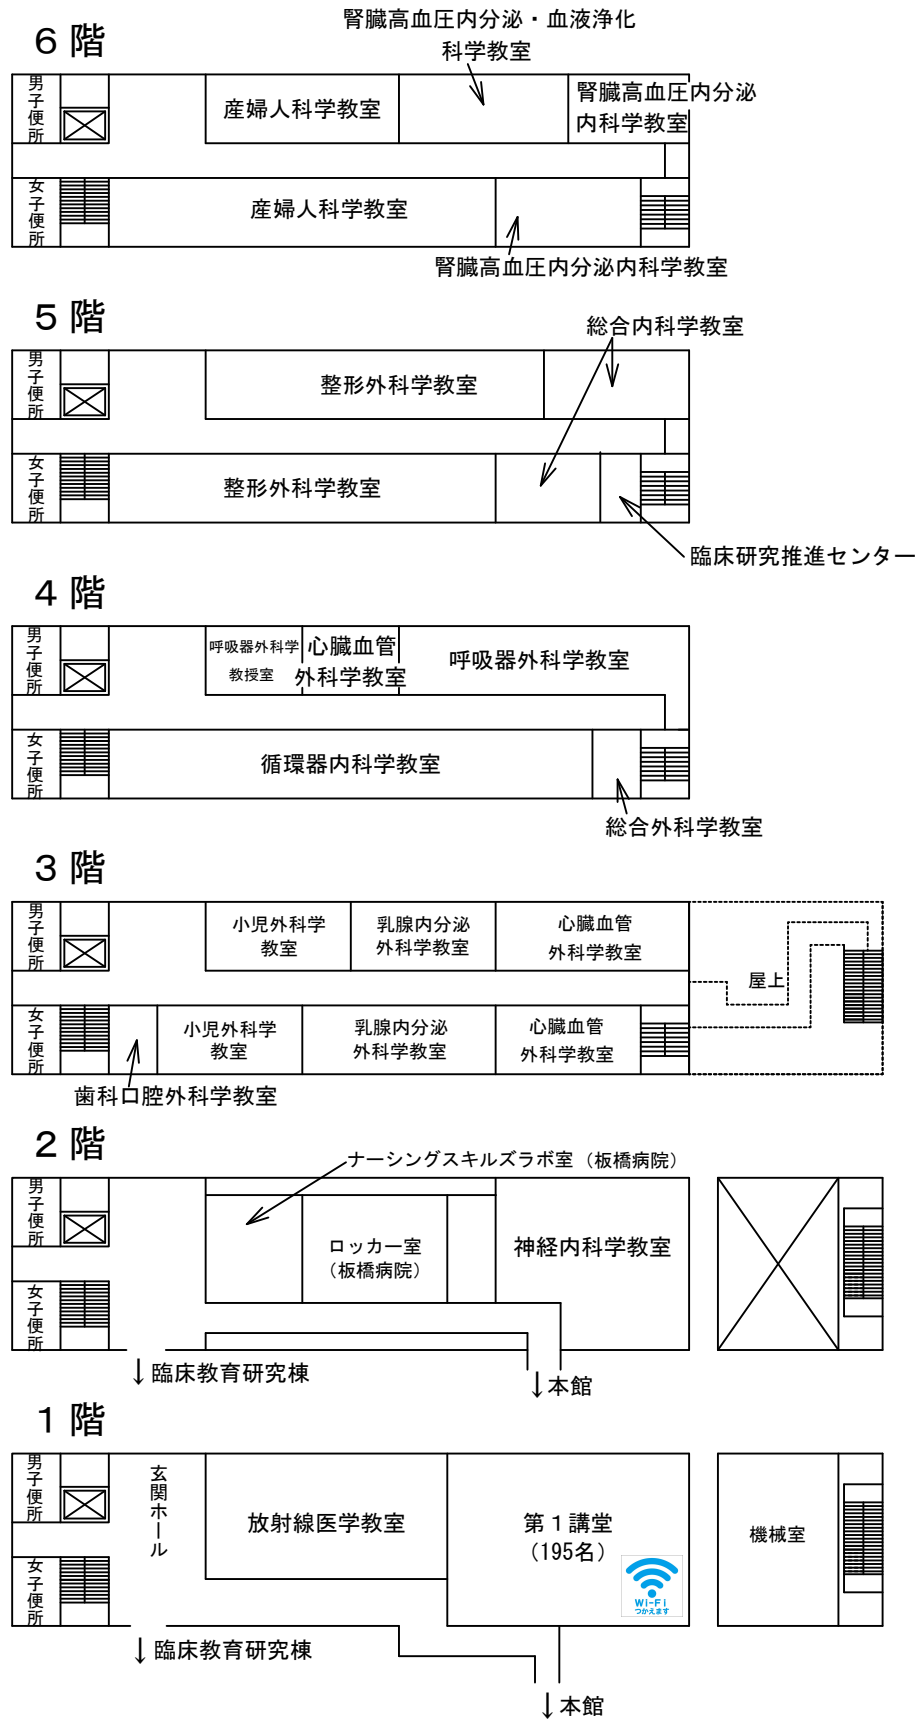 6階
腎臓高血圧内分泌・血液浄化
科学教室
男子便所
産婦人科学教室
腎臓高血圧内分泌
内科学教室
女子便所
産婦人科学教室
腎臓高血圧内分泌内科学教室
5階
総合内科学教室
男子便所
整形外科学教室
女子便所
整形外科学教室
臨床研究推進センター
4階
男子便所
呼吸器外科学
教授室
心臓血管
外科学教室
呼吸器外科学教室
女子便所
循環器内科学教室
総合外科学教室
3階
男子便所
小児外科学
教室
乳腺内分泌
外科学教室
心臓血管
外科学教室
屋上
女子便所
小児外科学
教室
乳腺内分泌
外科学教室
心臓血管
外科学教室
歯科口腔外科学教室
2階
ナーシングスキルズラボ室（板橋病院）
男子便所
ロッカー室
（板橋病院）
神経内科学教室
女子便所
↓臨床教育研究棟
↓本館
1階
男子便所
玄関ホール
放射線医学教室
第1講堂
（195名）
機械室
Wi-Fi
つかえます
女子便所
↓臨床教育研究棟
↓本館